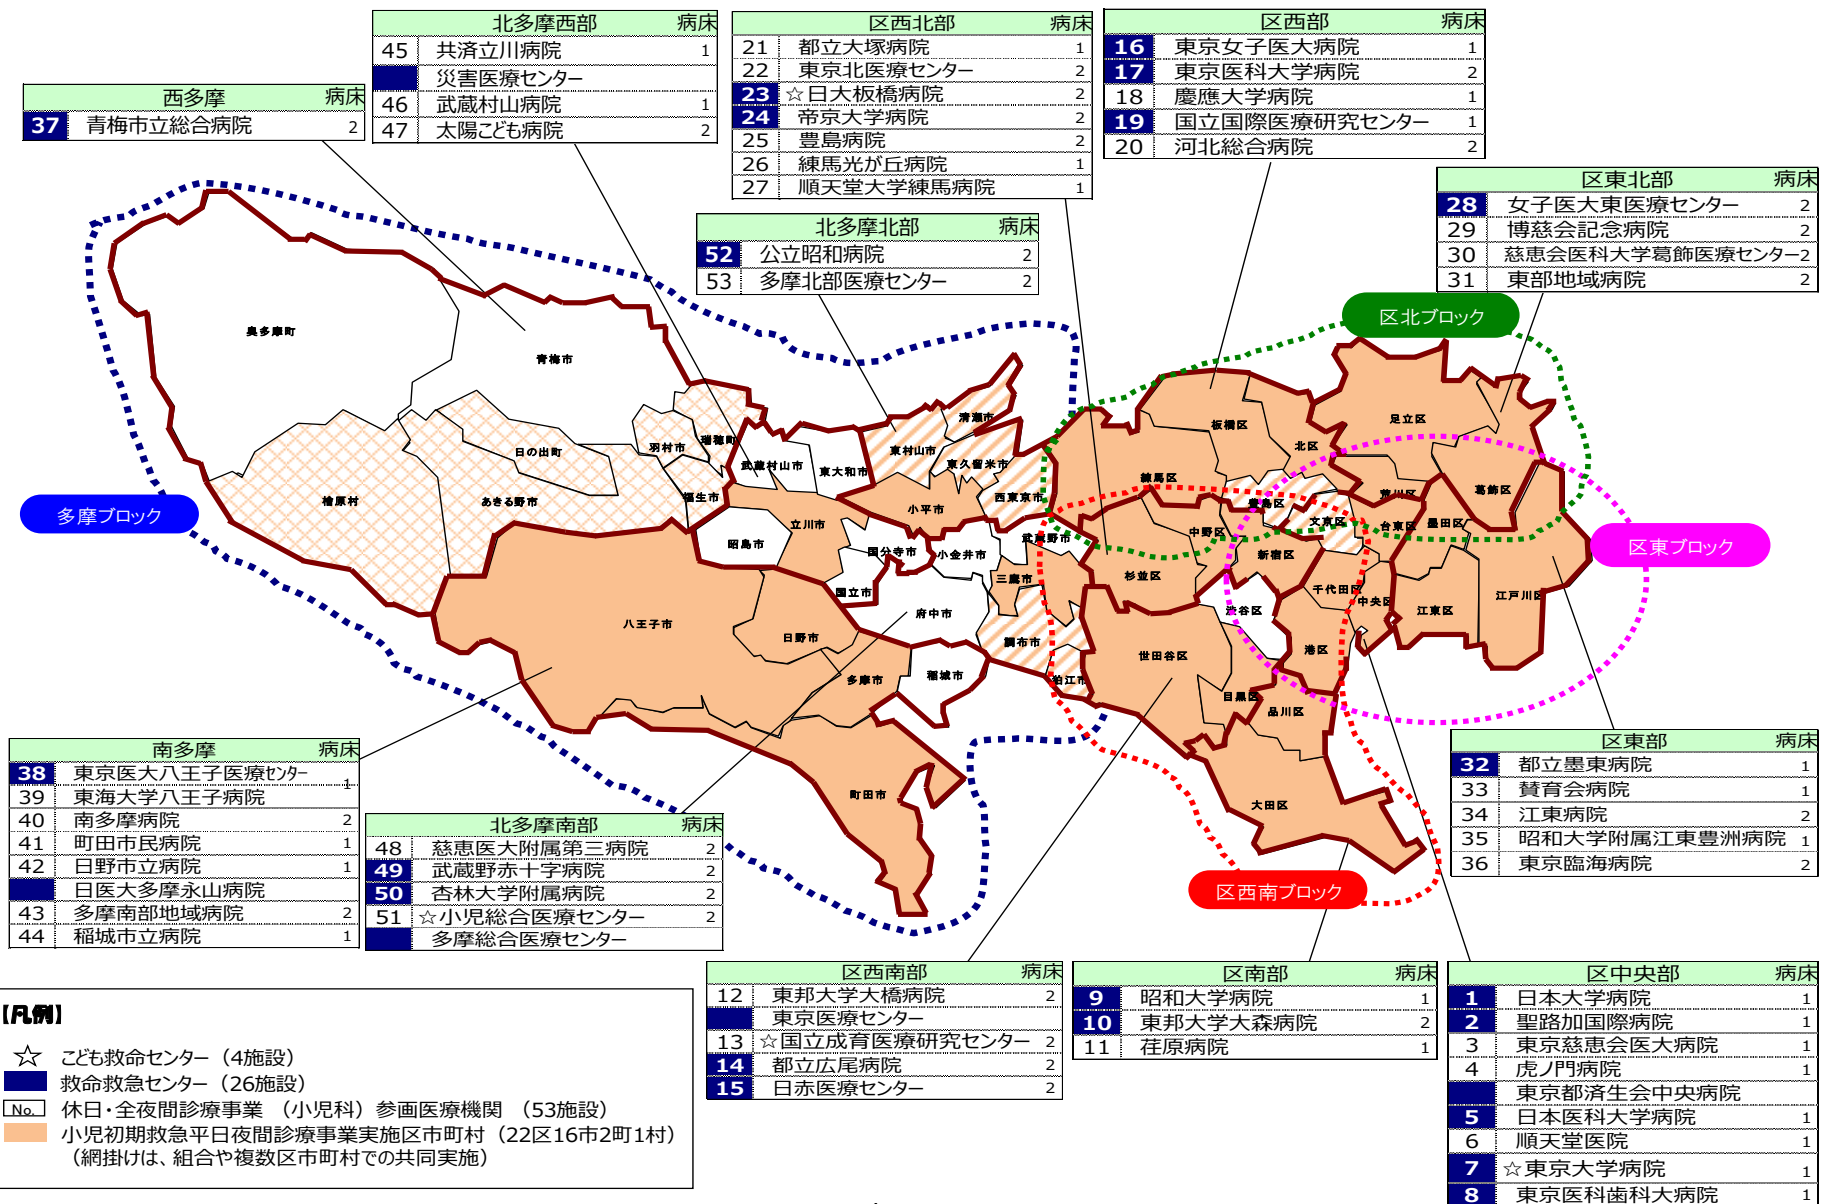 北多摩西部 病床
45 共済立川病院 1
災害医療センター
46 武蔵村山病院 1
47 太陽こども病院 2
区西北部 病床
21 都立大塚病院 1
22 東京北医療センター 2
23 ☆日大板橋病院 2
24 帝京大学病院 2
25 豊島病院 2
26 練馬光が丘病院 1
27 順天堂大学練馬病院 1
区西部 病床
16 東京女子医大病院 1
17 東京医科大学病院 2
18 慶應大学病院 1
19 国立国際医療研究センター 1
20 河北総合病院 2
西多摩 病床
37 青梅市立総合病院 2
区東北部 病床
28 女子医大東医療センター 2
29 博慈会記念病院 2
30 慈恵会医科大学葛飾医療センター 2
31 東部地域病院 2
北多摩北部 病床
52 公立昭和病院 2
53 多摩北部医療センター 2
区北ブロック
奥多摩町
青梅市
清瀬市
足立区
板橋区
北区
羽村市
瑞穂町
日の出町
東村山市
武蔵村山市
東大和市
東久留米市
練馬区
葛飾区
檜原村
あきる野市
福生市
西東京市
豊島区
荒川区
多摩ブロック
立川市
小平市
文京区
台東区
墨田区
昭島市
国分寺市
小金井市
武蔵野市
中野区
新宿区
区東ブロック
三鷹市
杉並区
千代田区
中央区
国立市
江戸川区
府中市
渋谷区
江東区
八王子市
日野市
調布市
世田谷区
港区
多摩市
稲城市
狛江市
目黒区
品川区
町田市
大田区
区西南ブロック
南多摩 病床
38 東京医大八王子医療センター 1
39 東海大学八王子病院
40 南多摩病院 2
41 町田市民病院 1
42 日野市立病院 1
日医大多摩永山病院
43 多摩南部地域病院 2
44 稲城市立病院 1
北多摩南部 病床
48 慈恵医大附属第三病院 2
49 武蔵野赤十字病院 2
50 杏林大学附属病院 2
51 ☆小児総合医療センター 2
多摩総合医療センター
区東部 病床
32 都立墨東病院 1
33 賛育会病院 1
34 江東病院 2
35 昭和大学附属江東豊洲病院 1
36 東京臨海病院 2
区西南部 病床
12 東邦大学大橋病院 2
東京医療センター
13 ☆国立成育医療研究センター 2
14 都立広尾病院 2
15 日赤医療センター 2
区南部 病床
9 昭和大学病院 1
10 東邦大学大森病院 2
11 荏原病院 1
区中央部 病床
1 日本大学病院 1
2 聖路加国際病院 1
3 東京慈恵会医大病院 1
4 虎ノ門病院 1
東京都済生会中央病院
5 日本医科大学病院 1
6 順天堂医院 1
7 ☆東京大学病院 1
8 東京医科歯科大病院 1
【凡例】
☆ こども救命センター（4施設）
救命救急センター（26施設）
No. 休日・全夜間診療事業 （小児科）参画医療機関 （53施設）
小児初期救急平日夜間診療事業実施区市町村（22区16市2町1村）
（網掛けは、組合や複数区市町村での共同実施）